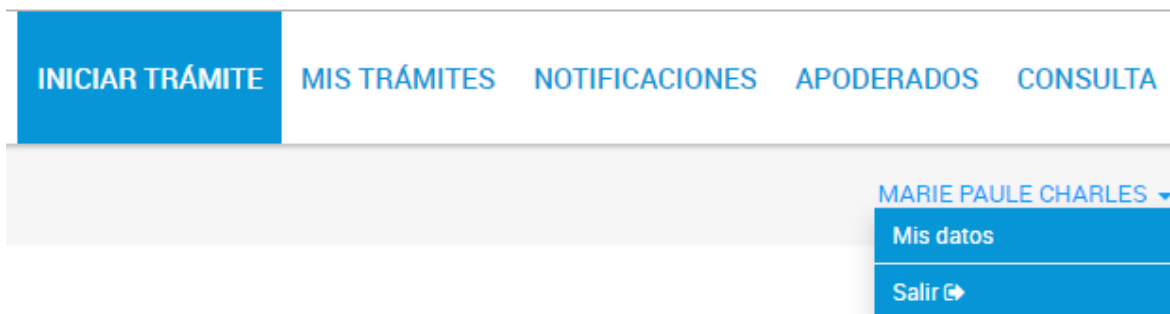 INICIAR TRÁMITE MIS TRÁMITES NOTIFICACIONES APODERADOS CONSULTA
MARIE PAULE CHARLES
Mis datos
Salir